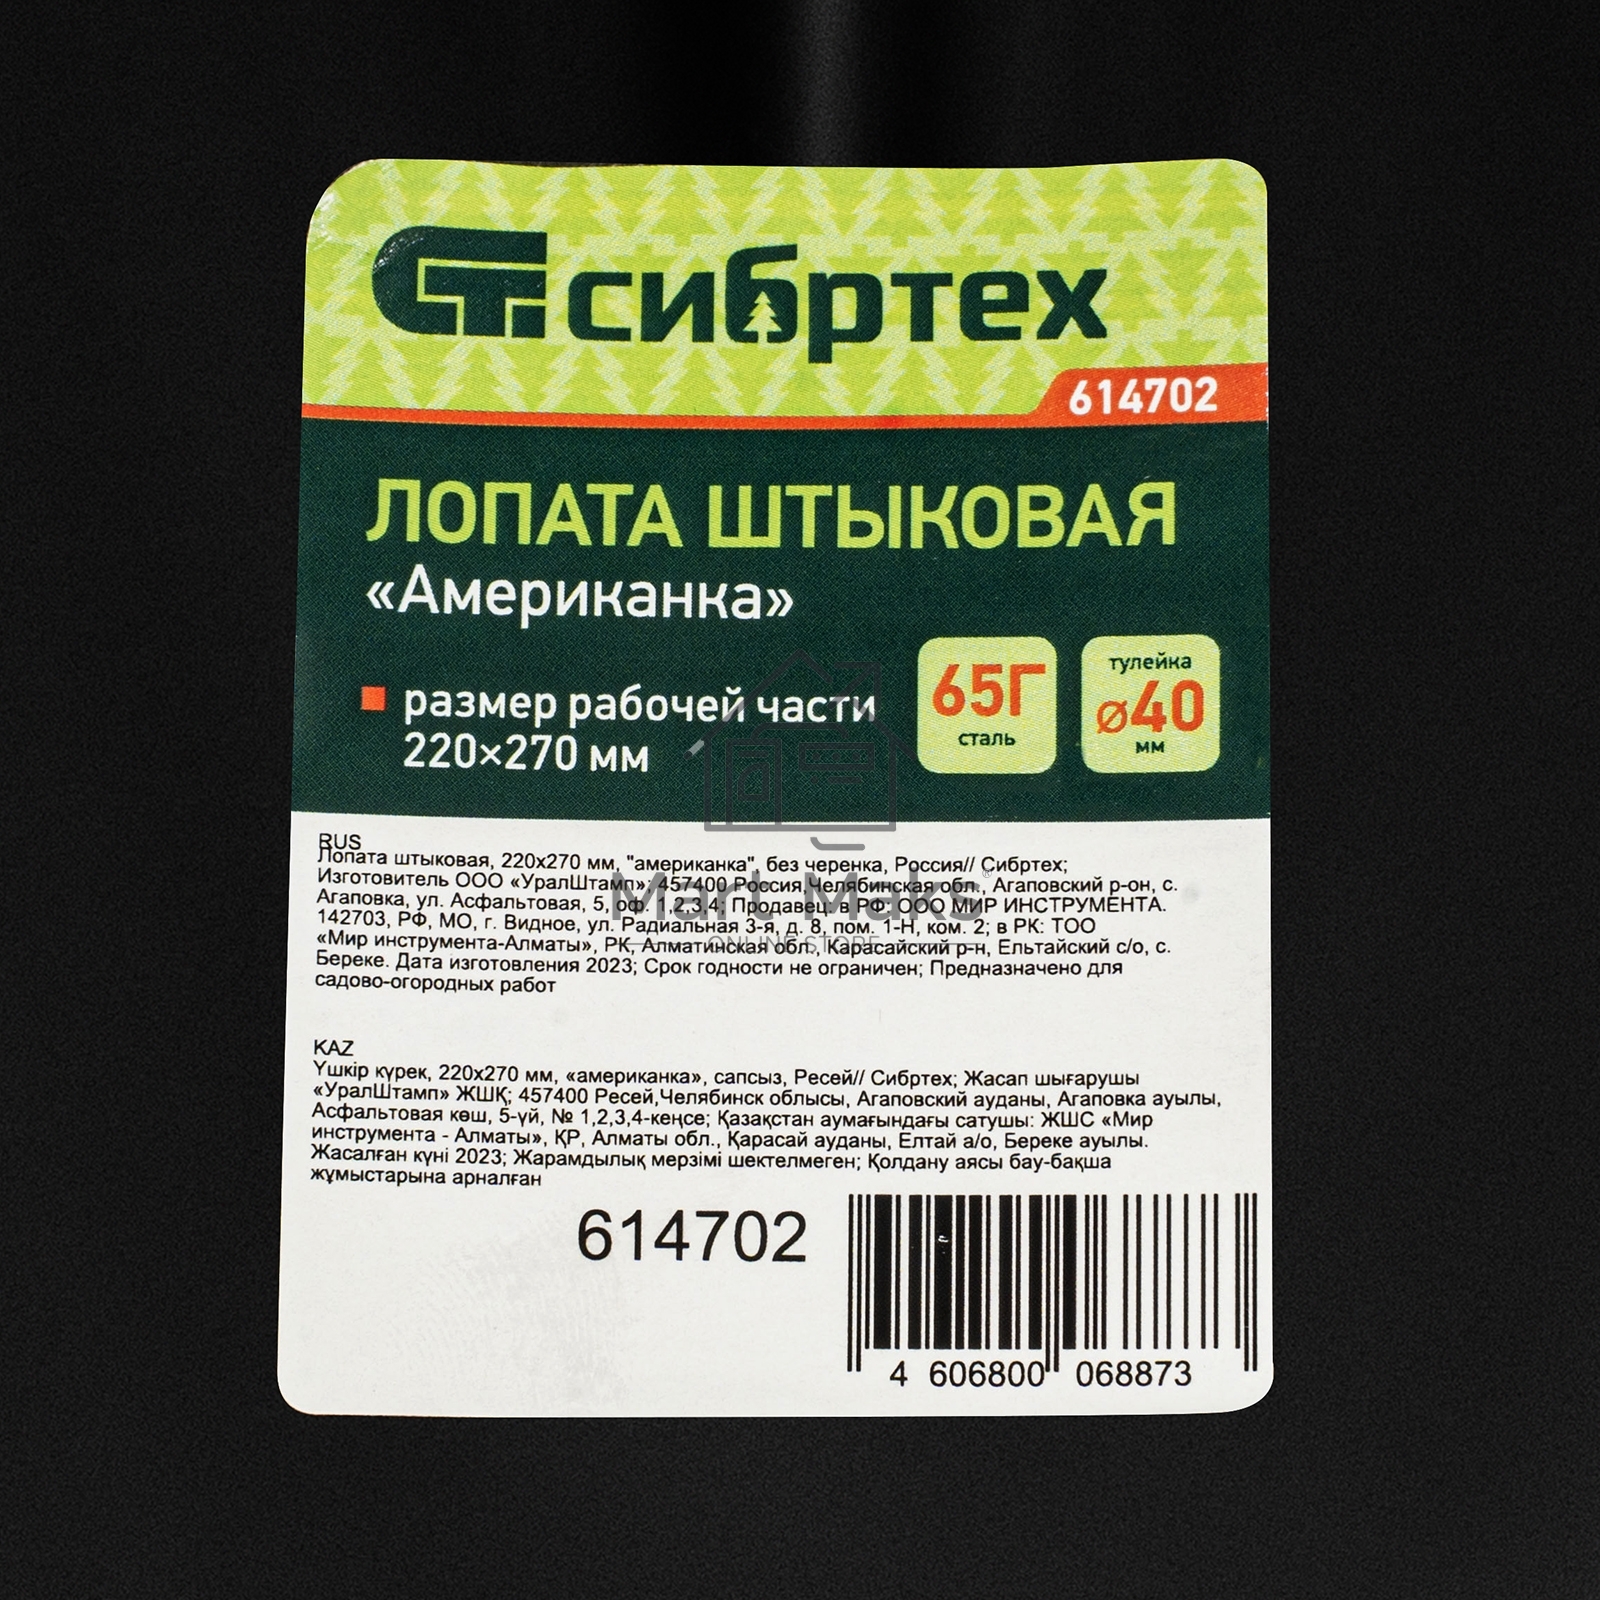 сибртех
614702
ЛОПАТА ШТЫКОВАЯ
«Американка»
размер рабочей части
220×270 мм
65Г
сталь
тулейка
ø40
мм
RUS
Лопата штыковая, 220х270 мм, "американка", без черенка, Россия// Сибртех;
Изготовитель ООО «УралШтамп»; 457400 Россия,Челябинская обл., Агаповский р-он, с.
Агаповка, ул. Асфальтовая, 5, оф. 1,2,3,4; Продавец: в РФ: ООО МИР ИНСТРУМЕНТА.
142703, РФ, МО, г. Видное, ул. Радиальная 3-я, д. 8, пом. 1-Н, ком. 2; в РК: ТОО
«Мир инструмента-Алматы», РК, Алматинская обл., Карасайский р-н, Ельтайский с/о, с.
Береке. Дата изготовления 2023; Срок годности не ограничен; Предназначено для
садово-огородных работ
Mart Maks®
ONLINE STORE
KAZ
Үшкір күрек, 220х270 мм, «американка», сапсыз, Ресей// Сибртех; Жасап шығарушы
«УралШтамп» ЖШҚ; 457400 Ресей,Челябинск облысы, Агаповский ауданы, Агаповка ауылы,
Асфальтовая көш, 5-үй, № 1,2,3,4-кеңсе; Қазақстан аумағындағы сатушы: ЖШС «Мир
инструмента - Алматы», ҚР, Алматы обл., Қарасай ауданы, Елтай а/о, Береке ауылы.
Жасалған күні 2023; Жарамдылық мерзімі шектелмеген; Қолдану аясы бау-бақша
жұмыстарына арналған
614702
4 606800 068873